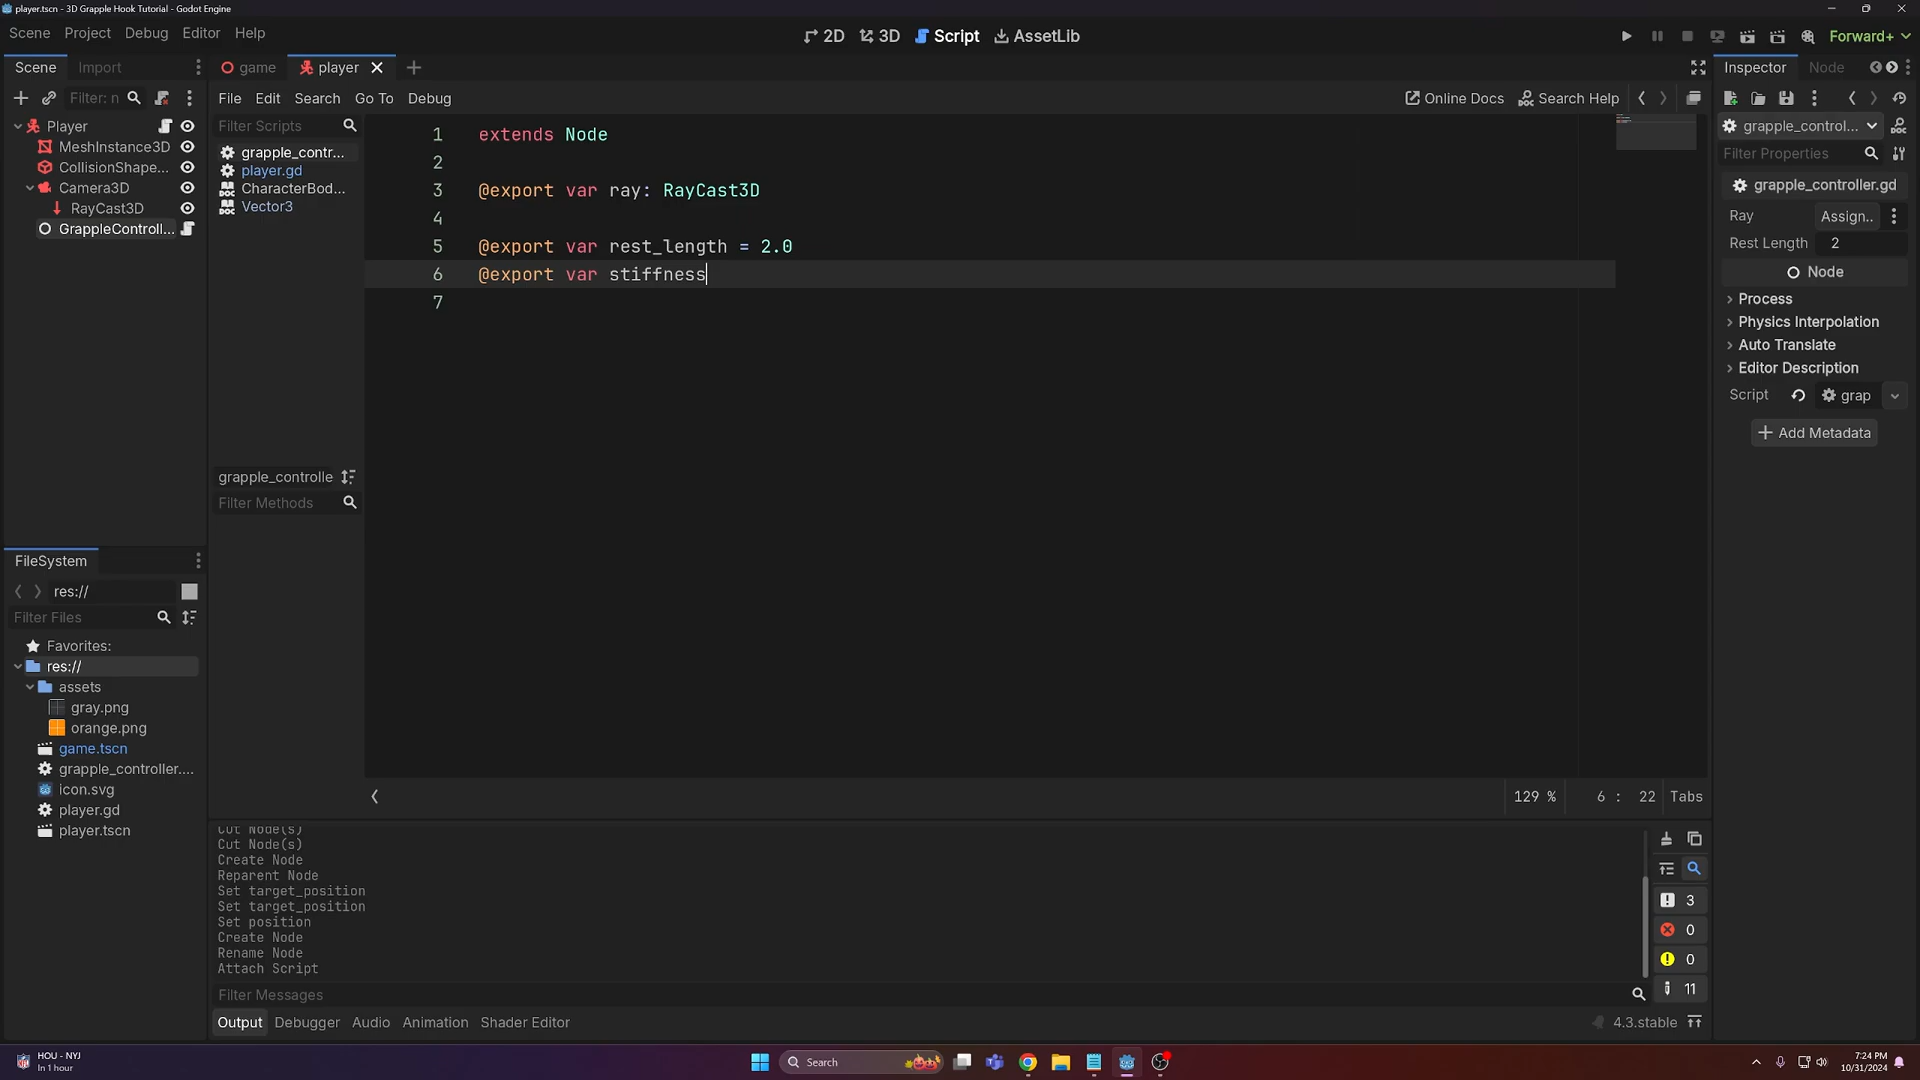 player.tscn - 3D Grapple Hook Tutorial - Godot Engine
Scene Project Debug Editor Help
2D 3D Script AssetLib
Forward+
Scene Import
game player
Inspector Node
Filter: n
File Edit Search Go To Debug
Online Docs Search Help
Player
MeshInstance3D
CollisionShape...
Camera3D
RayCast3D
GrappleControll...
Filter Scripts
grapple_contr...
player.gd
CharacterBod...
Vector3
grapple_controlle
Filter Methods
1 extends Node
2
3 @export var ray: RayCast3D
4
5 @export var rest_length = 2.0
6 @export var stiffness
7
129 % 6 : 22 Tabs
grapple_control...
Filter Properties
grapple_controller.gd
Ray Assign..
Rest Length 2
Node
Process
Physics Interpolation
Auto Translate
Editor Description
Script grap
Add Metadata
FileSystem
res://
Filter Files
Favorites:
res://
assets
gray.png
orange.png
game.tscn
grapple_controller....
icon.svg
player.gd
player.tscn
Cut Node(s)
Cut Node(s)
Create Node
Reparent Node
Set target_position
Set target_position
Set position
Create Node
Rename Node
Attach Script
3
0
0
11
Filter Messages
Output Debugger Audio Animation Shader Editor
4.3.stable
HOU - NYJ
In 1 hour
Search
7:24 PM
10/31/2024